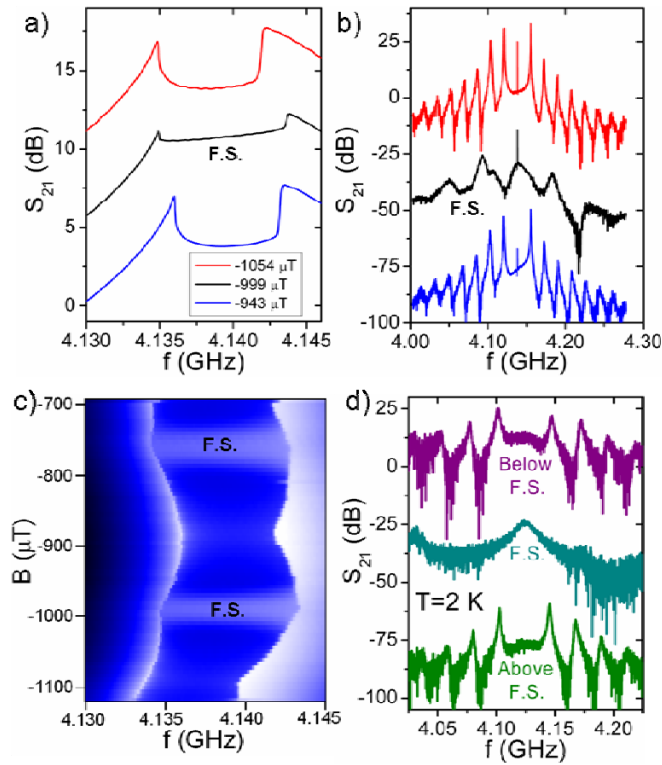 a)
15
10
5
0
S21 (dB)
F.S.
-1054 μT
-999 μT
-943 μT
4.130 4.135 4.140 4.145
f (GHz)
b)
25
0
-25
-50
-75
-100
S21 (dB)
F.S.
4.00 4.10 4.20 4.30
f (GHz)
c)
-700
-800
-900
-1000
-1100
B (μT)
F.S.
F.S.
4.130 4.135 4.140 4.145
f (GHz)
d)
25
0
-25
-50
-75
-100
S21 (dB)
Below
F.S.
F.S.
T=2 K
Above
F.S.
4.05 4.10 4.15 4.20
f (GHz)